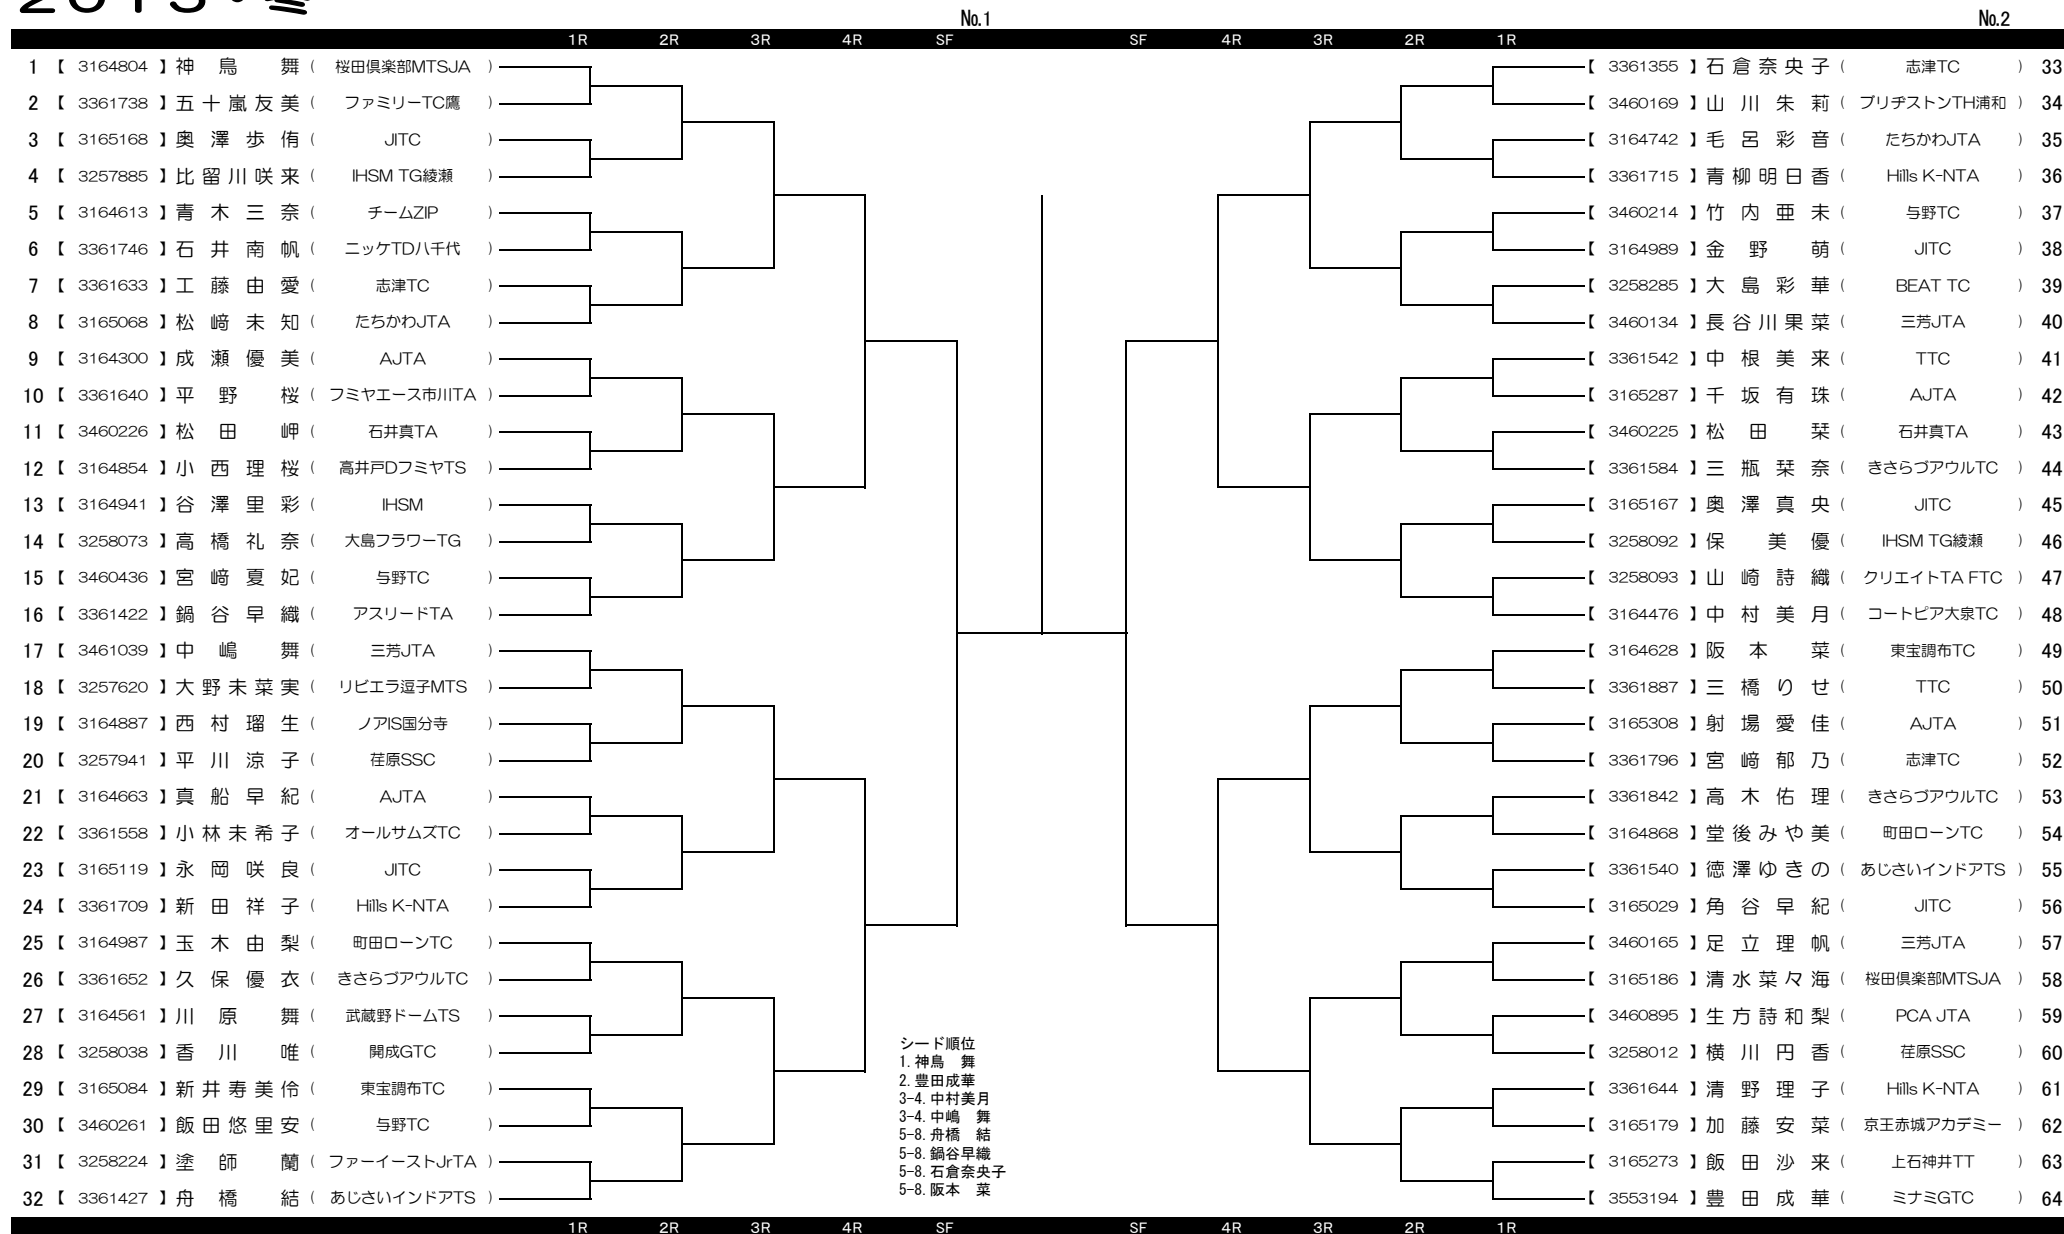 №.1
№.2
1R 2R 3R 4R SF SF 4R 3R 2R 1R
1 【 3164804 】 神鳥 舞 ( 桜田倶楽部MTSJA )
2 【 3361738 】 五十嵐友美 ( ファミリーTC鷹 )
3 【 3165168 】 奥澤歩侑 ( JITC )
4 【 3257885 】 比留川咲来 ( IHSM TG綾瀬 )
5 【 3164613 】 青木三奈 ( チームZIP )
6 【 3361746 】 石井南帆 ( ニッケTD八千代 )
7 【 3361633 】 工藤由愛 ( 志津TC )
8 【 3165068 】 松﨑未知 ( たちかわJTA )
9 【 3164300 】 成瀬優美 ( AJTA )
10 【 3361640 】 平野 桜 ( フミヤエース市川TA )
11 【 3460226 】 松田 岬 ( 石井真TA )
12 【 3164854 】 小西理桜 ( 高井戸DフミヤTS )
13 【 3164941 】 谷澤里彩 ( IHSM )
14 【 3258073 】 高橋礼奈 ( 大島フラワーTG )
15 【 3460436 】 宮﨑夏妃 ( 与野TC )
16 【 3361422 】 鍋谷早織 ( アスリードTA )
17 【 3461039 】 中嶋 舞 ( 三芳JTA )
18 【 3257620 】 大野未菜実 ( リビエラ逗子MTS )
19 【 3164887 】 西村瑠生 ( ノアIS国分寺 )
20 【 3257941 】 平川涼子 ( 荏原SSC )
21 【 3164663 】 真船早紀 ( AJTA )
22 【 3361558 】 小林未希子 ( オールサムズTC )
23 【 3165119 】 永岡咲良 ( JITC )
24 【 3361709 】 新田祥子 ( Hills K-NTA )
25 【 3164987 】 玉木由梨 ( 町田ローンTC )
26 【 3361652 】 久保優衣 ( きさらづアウルTC )
27 【 3164561 】 川原 舞 ( 武蔵野ドームTS )
28 【 3258038 】 香川 唯 ( 開成GTC )
29 【 3165084 】 新井寿美伶 ( 東宝調布TC )
30 【 3460261 】 飯田悠里安 ( 与野TC )
31 【 3258224 】 塗師 蘭 ( ファーイーストJrTA )
32 【 3361427 】 舟橋 結 ( あじさいインドアTS )
シード順位
1. 神鳥 舞
2. 豊田成華
3-4. 中村美月
3-4. 中嶋 舞
5-8. 舟橋 結
5-8. 鍋谷早織
5-8. 石倉奈央子
5-8. 阪本 菜
【 3361355 】 石倉奈央子 ( 志津TC ) 33
【 3460169 】 山川朱莉 ( ブリヂストンTH浦和 ) 34
【 3164742 】 毛呂彩音 ( たちかわJTA ) 35
【 3361715 】 青柳明日香 ( Hills K-NTA ) 36
【 3460214 】 竹内亜未 ( 与野TC ) 37
【 3164989 】 金野 萌 ( JITC ) 38
【 3258285 】 大島彩華 ( BEAT TC ) 39
【 3460134 】 長谷川果菜 ( 三芳JTA ) 40
【 3361542 】 中根美来 ( TTC ) 41
【 3165287 】 千坂有珠 ( AJTA ) 42
【 3460225 】 松田 栞 ( 石井真TA ) 43
【 3361584 】 三瓶栞奈 ( きさらづアウルTC ) 44
【 3165167 】 奥澤真央 ( JITC ) 45
【 3258092 】 保 美優 ( IHSM TG綾瀬 ) 46
【 3258093 】 山崎詩織 ( クリエイトTA FTC ) 47
【 3164476 】 中村美月 ( コートピア大泉TC ) 48
【 3164628 】 阪本 菜 ( 東宝調布TC ) 49
【 3361887 】 三橋りせ ( TTC ) 50
【 3165308 】 射場愛佳 ( AJTA ) 51
【 3361796 】 宮﨑郁乃 ( 志津TC ) 52
【 3361842 】 高木佑理 ( きさらづアウルTC ) 53
【 3164868 】 堂後みや美 ( 町田ローンTC ) 54
【 3361540 】 徳澤ゆきの ( あじさいインドアTS ) 55
【 3165029 】 角谷早紀 ( JITC ) 56
【 3460165 】 足立理帆 ( 三芳JTA ) 57
【 3165186 】 清水菜々海 ( 桜田倶楽部MTSJA ) 58
【 3460895 】 生方詩和梨 ( PCA JTA ) 59
【 3258012 】 横川円香 ( 荏原SSC ) 60
【 3361644 】 清野理子 ( Hills K-NTA ) 61
【 3165179 】 加藤安菜 ( 京王赤城アカデミー ) 62
【 3165273 】 飯田沙来 ( 上石神井TT ) 63
【 3553194 】 豊田成華 ( ミナミGTC ) 64
1R 2R 3R 4R SF SF 4R 3R 2R 1R